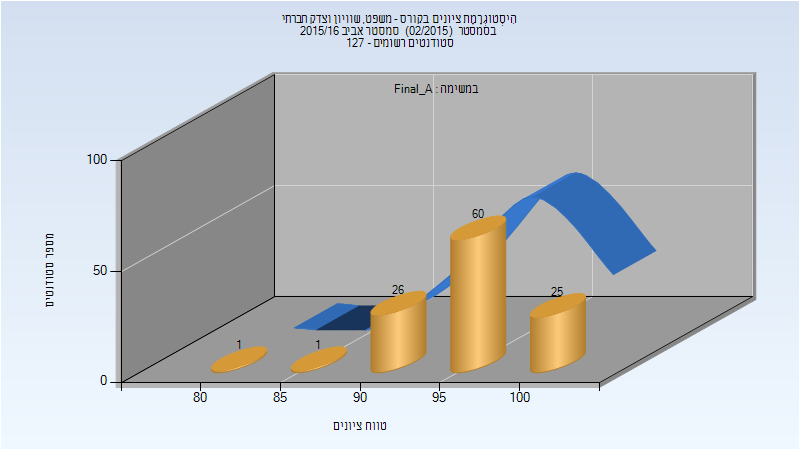 היסטוגרמת ציונים בקורס - משפט, שוויון וצדק חברתי
בסמסטר  (02/2015)  סמסטר אביב 2015/16
סטודנטים רשומים - 127
במשימה : Final_A
100
50
0
מספר סטודנטים
1
1
26
60
25
80
85
90
95
100
טווח ציונים